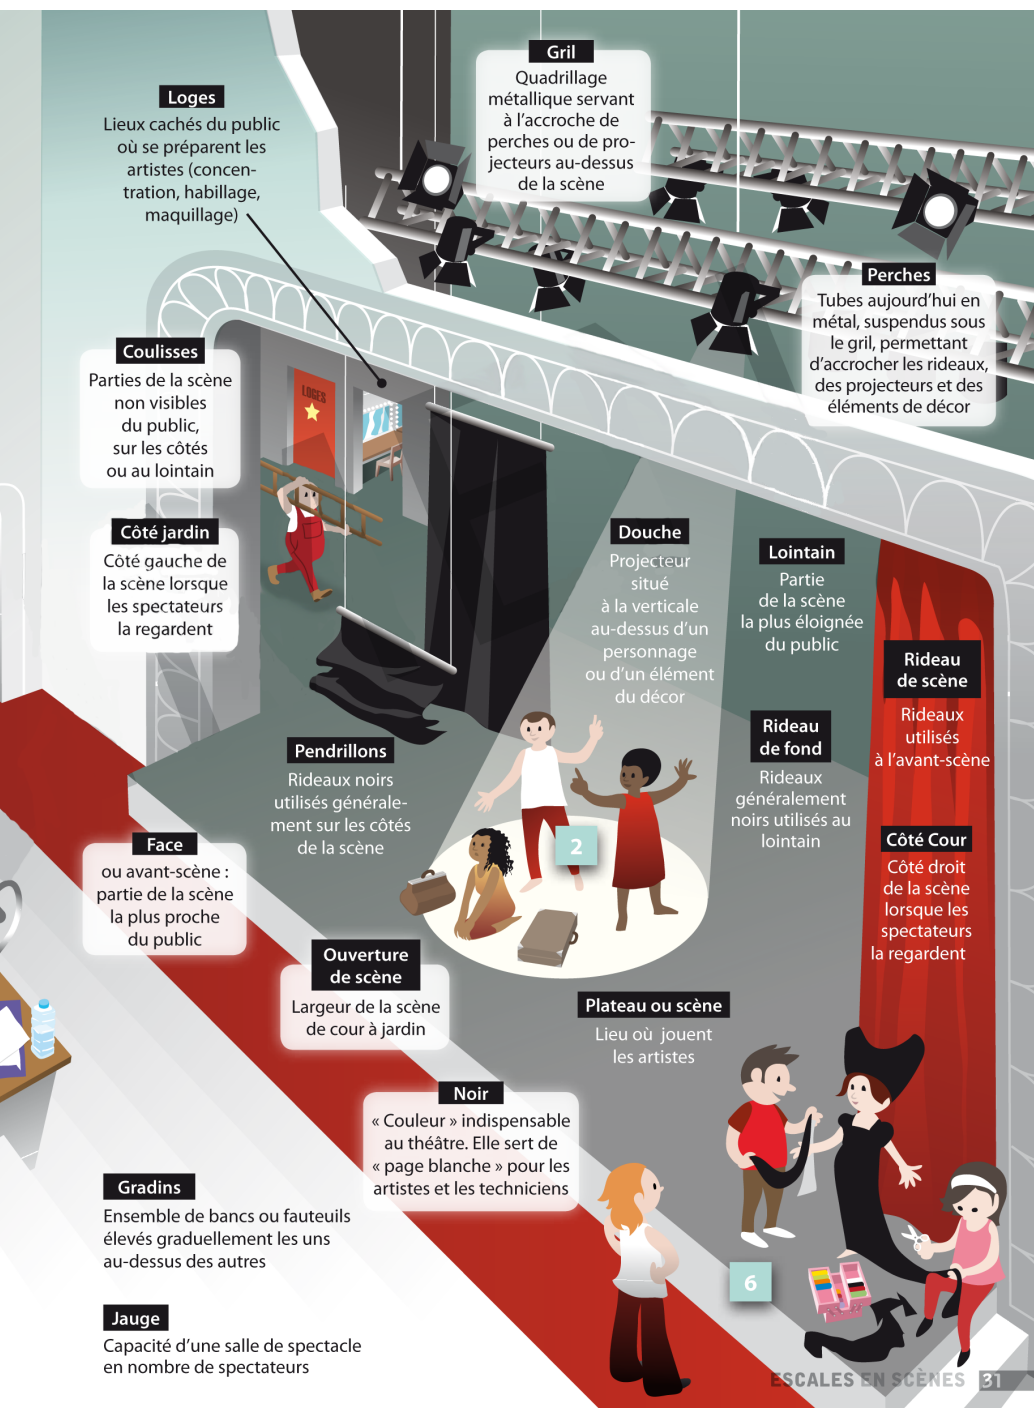 Gril
Quadrillage
métallique servant
à l’accroche de
perches ou de pro-
jecteurs au-dessus
de la scène
Loges
Lieux cachés du public
où se préparent les
artistes (concen-
tration, habillage,
maquillage)
Perches
Tubes aujourd’hui en
métal, suspendus sous
le gril, permettant
d’accrocher les rideaux,
des projecteurs et des
éléments de décor
Coulisses
Parties de la scène
non visibles
du public,
sur les côtés
ou au lointain
LOGES
Côté jardin
Côté gauche de
la scène lorsque
les spectateurs
la regardent
Douche
Projecteur
situé
à la verticale
au-dessus d’un
personnage
ou d’un élément
du décor
Lointain
Partie
de la scène
la plus éloignée
du public
Rideau
de scène
Rideaux
utilisés
à l’avant-scène
Pendrillons
Rideaux noirs
utilisés générale-
ment sur les côtés
de la scène
Rideau
de fond
Rideaux
généralement
noirs utilisés au
lointain
2
Côté Cour
Côté droit
de la scène
lorsque les
spectateurs
la regardent
Face
ou avant-scène :
partie de la scène
la plus proche
du public
Ouverture
de scène
Largeur de la scène
de cour à jardin
Plateau ou scène
Lieu où jouent
les artistes
Noir
« Couleur » indispensable
au théâtre. Elle sert de
« page blanche » pour les
artistes et les techniciens
Gradins
Ensemble de bancs ou fauteuils
élevés graduellement les uns
au-dessus des autres
6
Jauge
Capacité d’une salle de spectacle
en nombre de spectateurs
ESCALES EN SCÈNES 31